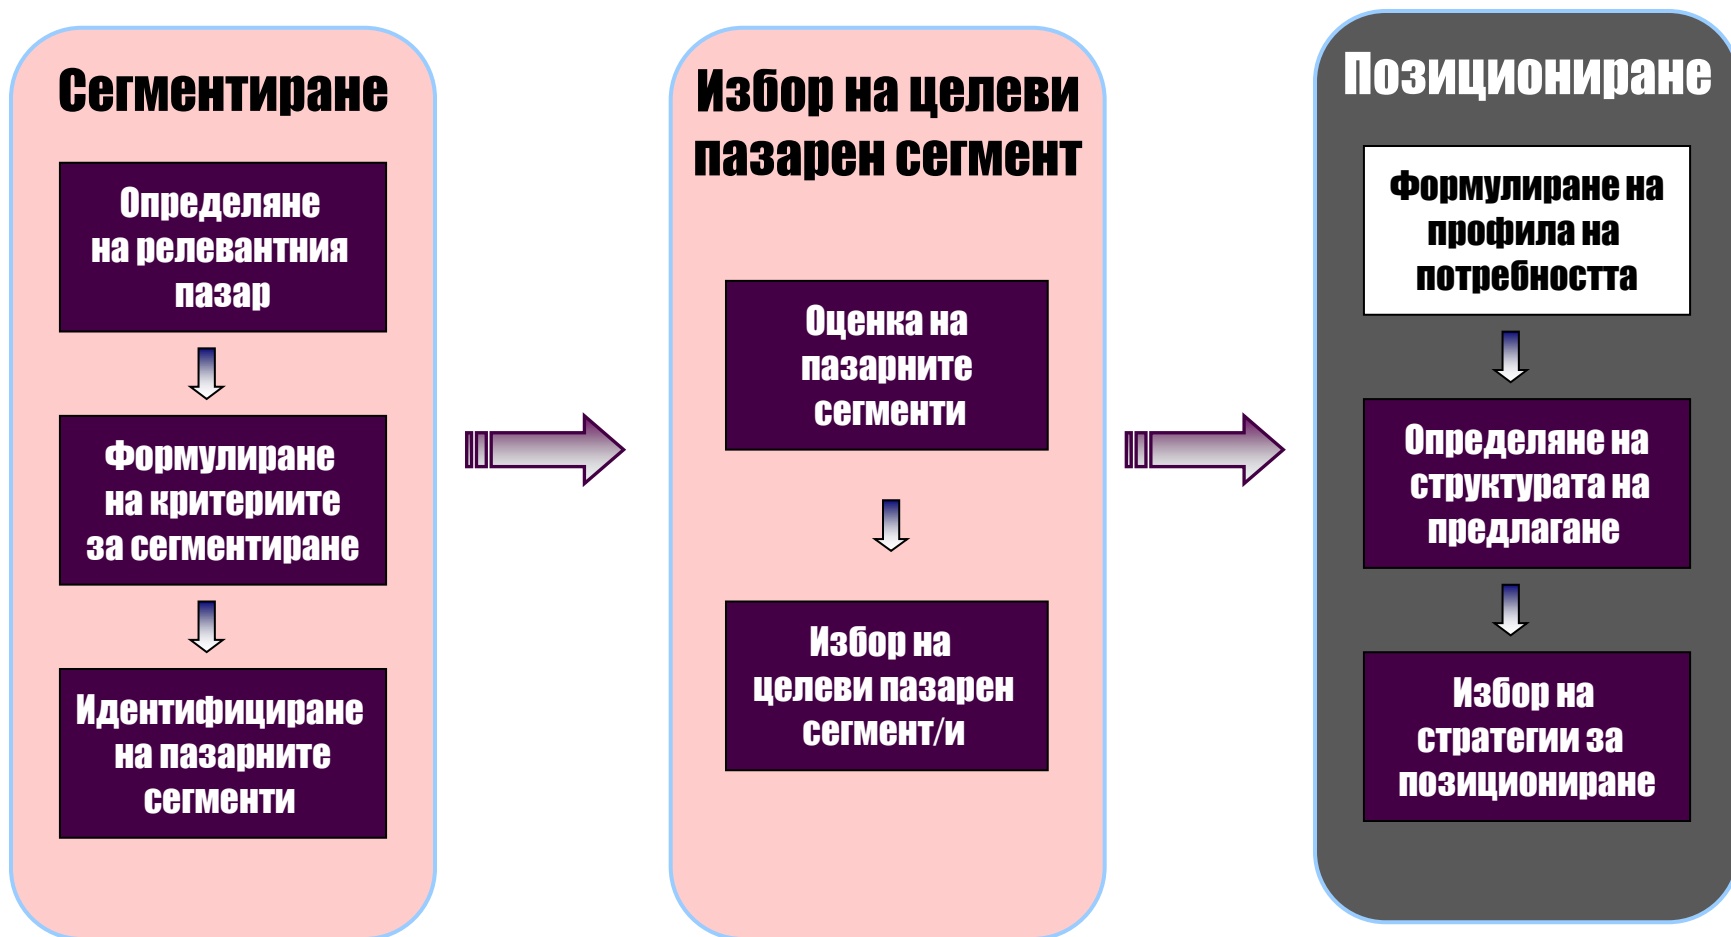 Сегментиране
Определяне
на релевантния
пазар
Формулиране
на критериите
за сегментиране
Идентифициране
на пазарните
сегменти
Избор на целеви
пазарен сегмент
Оценка на
пазарните
сегменти
Избор на
целеви пазарен
сегмент/и
Позициониране
Формулиране на
профила на
потребността
Определяне на
структурата на
предлагане
Избор на
стратегии за
позициониране